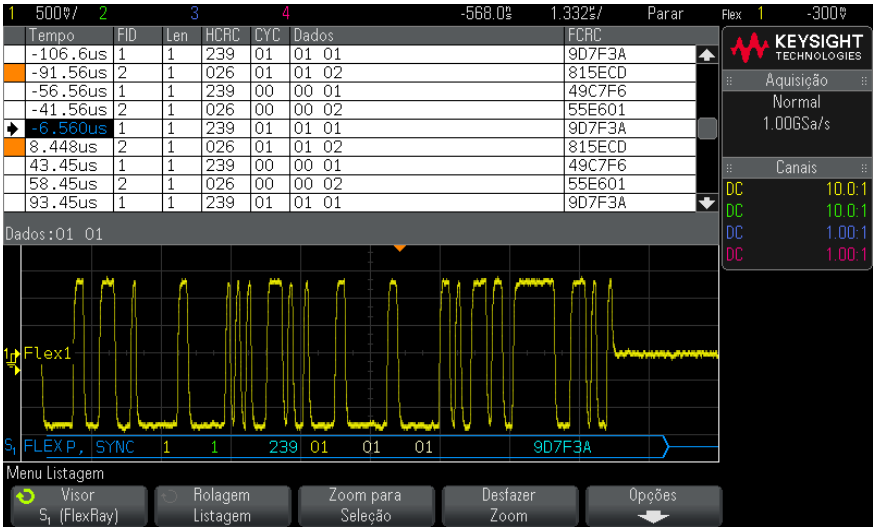 1 500⅟ 2 3 4 -568.0ns 1.332us/ Parar Flex 1 -300mV
Tempo FID Len HCRC CYC Dados FCRC
-106.6us 1 1 239 01 01 01 9D7F3A
-91.56us 2 1 026 01 01 02 815ECD
-56.56us 1 1 239 00 00 01 49C7F6
-41.56us 2 1 026 00 00 02 55E601
-6.560us 1 1 239 01 01 01 9D7F3A
8.448us 2 1 026 01 01 02 815ECD
43.45us 1 1 239 00 00 01 49C7F6
58.45us 2 1 026 00 00 02 55E601
93.45us 1 1 239 01 01 01 9D7F3A
Dados:01 01
KEYSIGHT
TECHNOLOGIES
Aquisição
Normal
1.00GSa/s
Canais
DC 10.0:1
DC 10.0:1
DC 1.00:1
DC 1.00:1
1 Flex1
S1 FLEX P, SYNC 1 1 239 01 01 01 9D7F3A
Menu Listagem
Visor
S1 (FlexRay)
Rolagem
Listagem
Zoom para
Seleção
Desfazer
Zoom
Opções